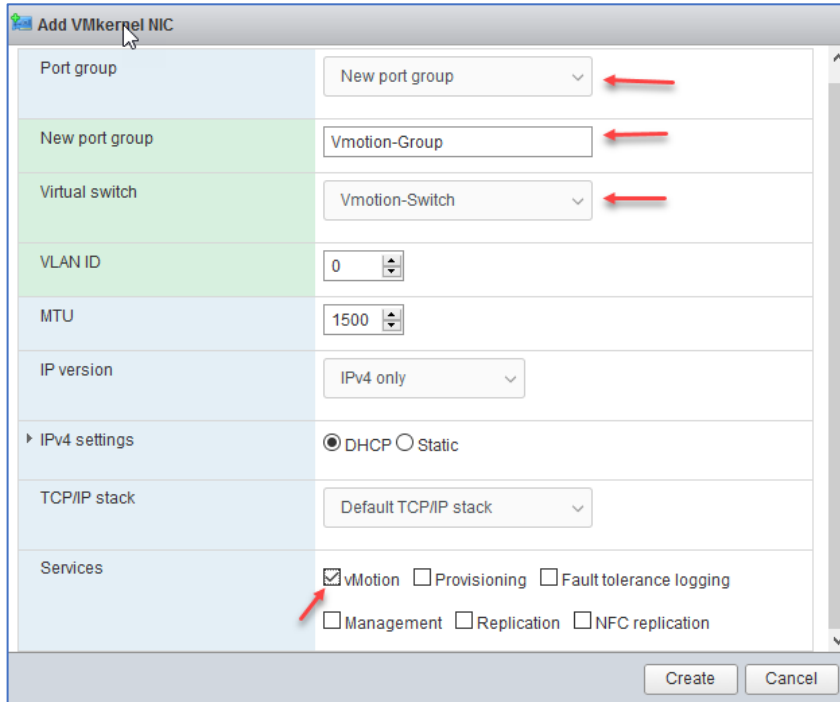 Add VMkernel NIC
Port group New port group
New port group Vmotion-Group
Virtual switch Vmotion-Switch
VLAN ID 0
MTU 1500
IP version IPv4 only
IPv4 settings DHCP Static
TCP/IP stack Default TCP/IP stack
Services vMotion Provisioning Fault tolerance logging
Management Replication NFC replication
Create Cancel